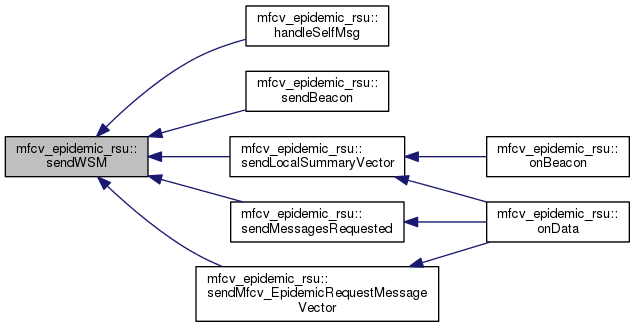 mfcv_epidemic_rsu::
handleSelfMsg
mfcv_epidemic_rsu::
sendBeacon
mfcv_epidemic_rsu::
sendWSM
mfcv_epidemic_rsu::
sendLocalSummaryVector
mfcv_epidemic_rsu::
onBeacon
mfcv_epidemic_rsu::
sendMessagesRequested
mfcv_epidemic_rsu::
onData
mfcv_epidemic_rsu::
sendMfcv_EpidemicRequestMessage
Vector